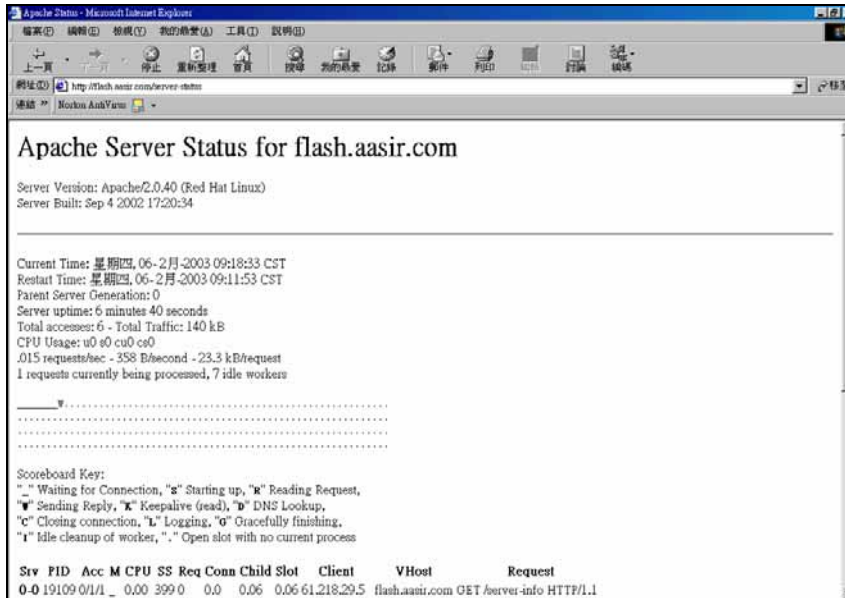 Apache Status - Microsoft Internet Explorer
檔案(F) 編輯(E) 檢視(V) 我的最愛(A) 工具(T) 說明(H)
上一頁 下一頁 停止 重新整理 首頁 搜尋 我的最愛 記錄 郵件 列印 編輯 討論 編碼
網址(D) http://flash.aasir.com/server-status 移至
連結 » Norton AntiVirus
Apache Server Status for flash.aasir.com
Server Version: Apache/2.0.40 (Red Hat Linux)
Server Built: Sep 4 2002 17:20:34
Current Time: 星期四, 06-2月-2003 09:18:33 CST
Restart Time: 星期四, 06-2月-2003 09:11:53 CST
Parent Server Generation: 0
Server uptime: 6 minutes 40 seconds
Total accesses: 6 - Total Traffic: 140 kB
CPU Usage: u0 s0 cu0 cs0
.015 requests/sec - 358 B/second - 23.3 kB/request
1 requests currently being processed, 7 idle workers
_______W........................................................
................................................................
................................................................
................................................................
Scoreboard Key:
"_" Waiting for Connection, "S" Starting up, "R" Reading Request,
"W" Sending Reply, "K" Keepalive (read), "D" DNS Lookup,
"C" Closing connection, "L" Logging, "G" Gracefully finishing,
"I" Idle cleanup of worker, "." Open slot with no current process
Srv PID Acc M CPU SS Req Conn Child Slot Client VHost Request
0-0 19109 0/1/1 _ 0.00 399 0 0.0 0.06 0.06 61.218.29.5 flash.aasir.com GET /server-info HTTP/1.1